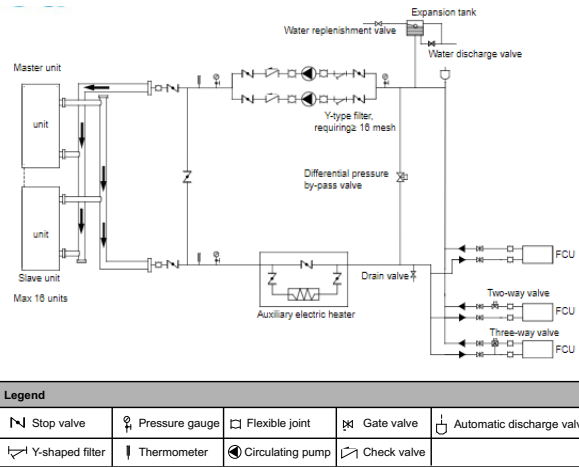 Expansion tank
Water replenishment valve
Water discharge valve
Master unit
unit
Y-type filter,
requiring≥ 16 mesh
Differential pressure
by-pass valve
unit
Slave unit
Max 16 units
Drain valve
Auxiliary electric heater
FCU
Two-way valve
FCU
Three-way valve
FCU
Legend
Stop valve
Pressure gauge
Flexible joint
Gate valve
Automatic discharge valv
Y-shaped filter
Thermometer
Circulating pump
Check valve